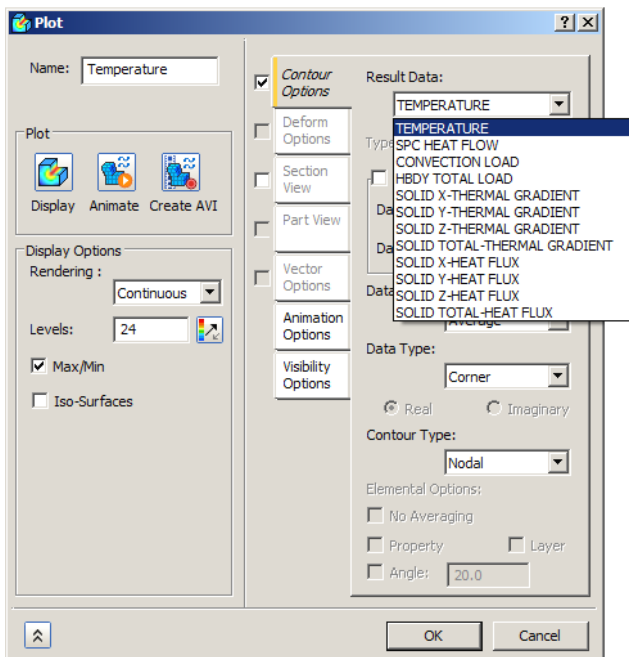 Plot
Name: Temperature
Plot
Display Animate Create AVI
Display Options
Rendering :
Continuous
Levels: 24
Max/Min
Iso-Surfaces
Contour
Options
Deform
Options
Section
View
Part View
Vector
Options
Animation
Options
Visibility
Options
Result Data:
TEMPERATURE
TEMPERATURE
SPC HEAT FLOW
CONVECTION LOAD
HBDY TOTAL LOAD
SOLID X-THERMAL GRADIENT
SOLID Y-THERMAL GRADIENT
SOLID Z-THERMAL GRADIENT
SOLID TOTAL-THERMAL GRADIENT
SOLID X-HEAT FLUX
SOLID Y-HEAT FLUX
SOLID Z-HEAT FLUX
SOLID TOTAL-HEAT FLUX
Type
Da
Da
Data
Average
Data Type:
Corner
Real Imaginary
Contour Type:
Nodal
Elemental Options:
No Averaging
Property Layer
Angle: 20.0
OK Cancel